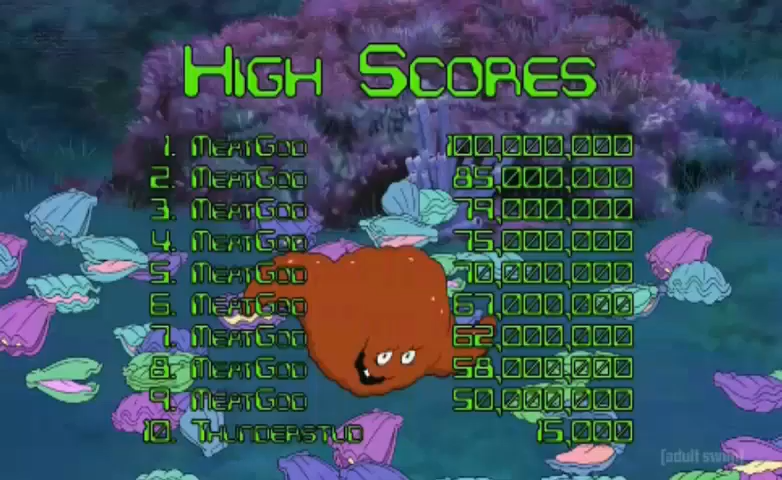 High Scores
1. MeatGod 100,000,000
2. MeatGod 85,000,000
3. MeatGod 79,000,000
4. MeatGod 75,000,000
5. MeatGod 70,000,000
6. MeatGod 67,000,000
7. MeatGod 62,000,000
8. MeatGod 58,000,000
9. MeatGod 50,000,000
10. Thunderstud 15,000
[adult swim]